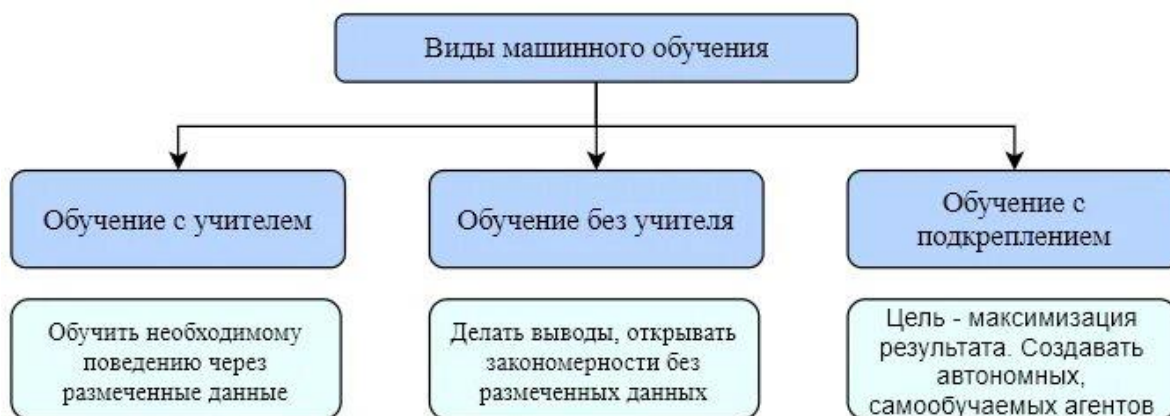 Виды машинного обучения
Обучение с учителем
Обучение без учителя
Обучение с
подкреплением
Обучить необходимому
поведению через
размеченные данные
Делать выводы, открывать
закономерности без
размеченных данных
Цель - максимизация
результата. Создавать
автономных,
самообучаемых агентов